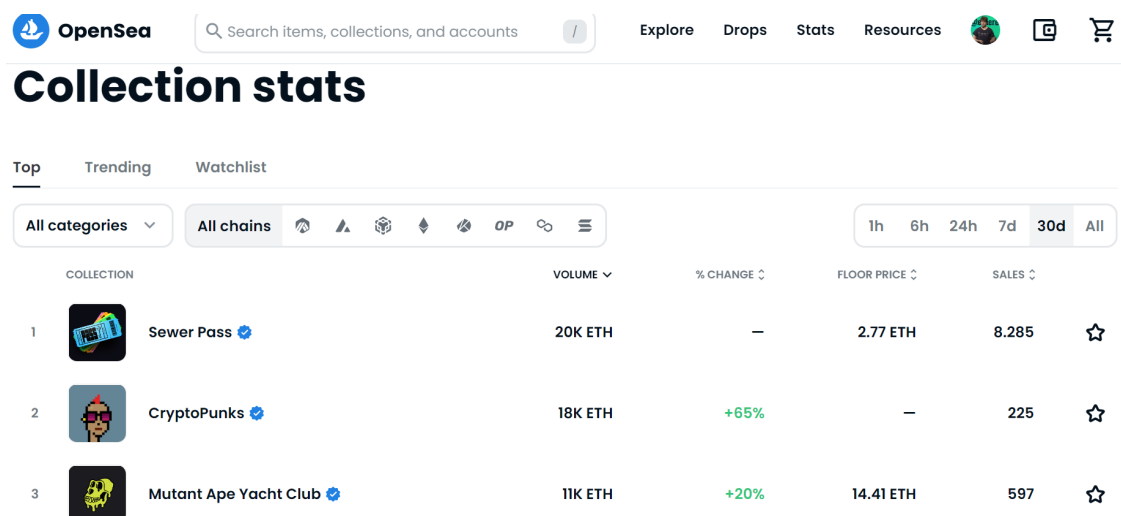 OpenSea Search items, collections, and accounts / Explore Drops Stats Resources
Collection stats
Top Trending Watchlist
All categories All chains OP 1h 6h 24h 7d 30d All
COLLECTION VOLUME % CHANGE FLOOR PRICE SALES
1 Sewer Pass 20K ETH — 2.77 ETH 8.285
2 CryptoPunks 18K ETH +65% — 225
3 Mutant Ape Yacht Club 11K ETH +20% 14.41 ETH 597